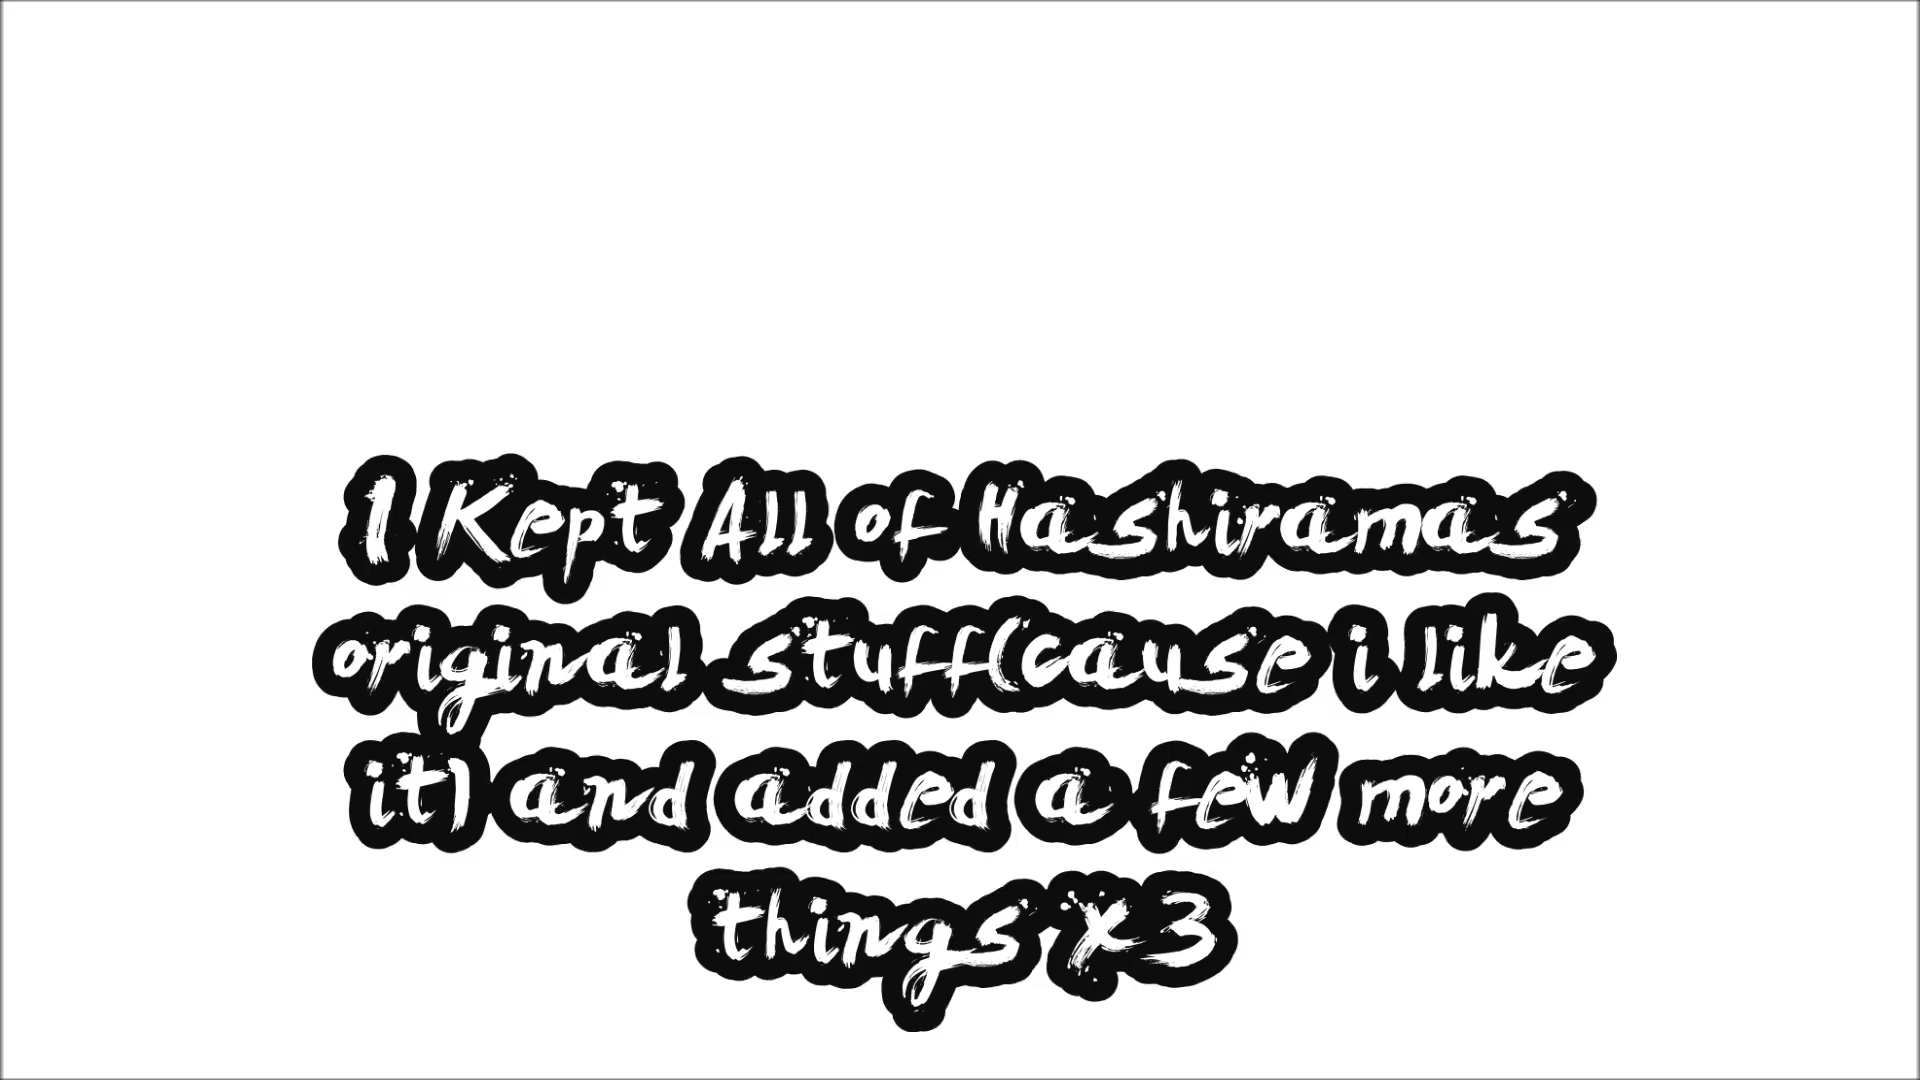 I Kept All of Hashiramas
original stuff(cause i like
it) and added a few more
things x3